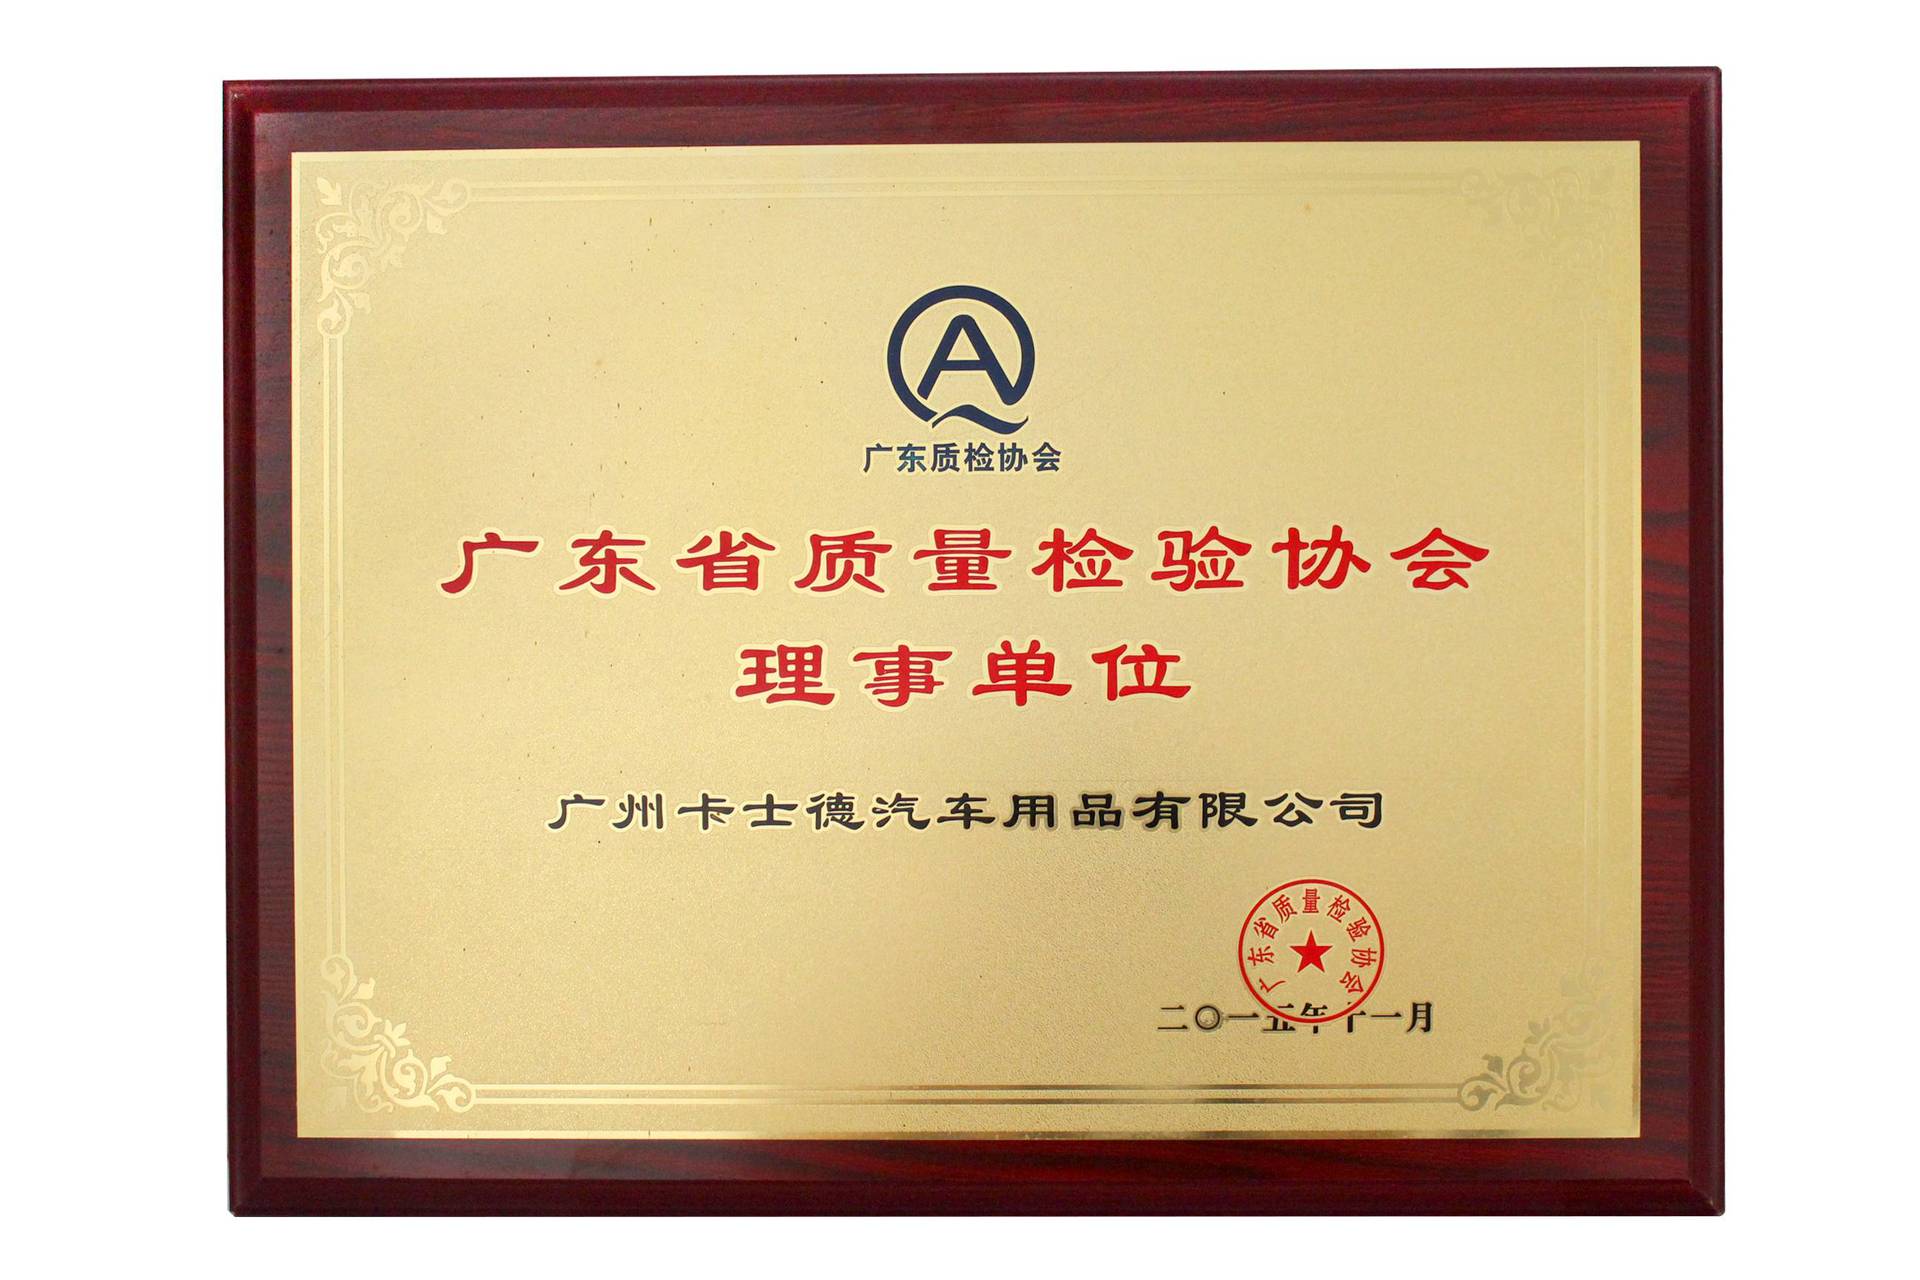 A
广东质检协会
广东省质量检验协会
理事单位
广州卡士德汽车用品有限公司
广东省质量检验协会
二〇一五年十一月